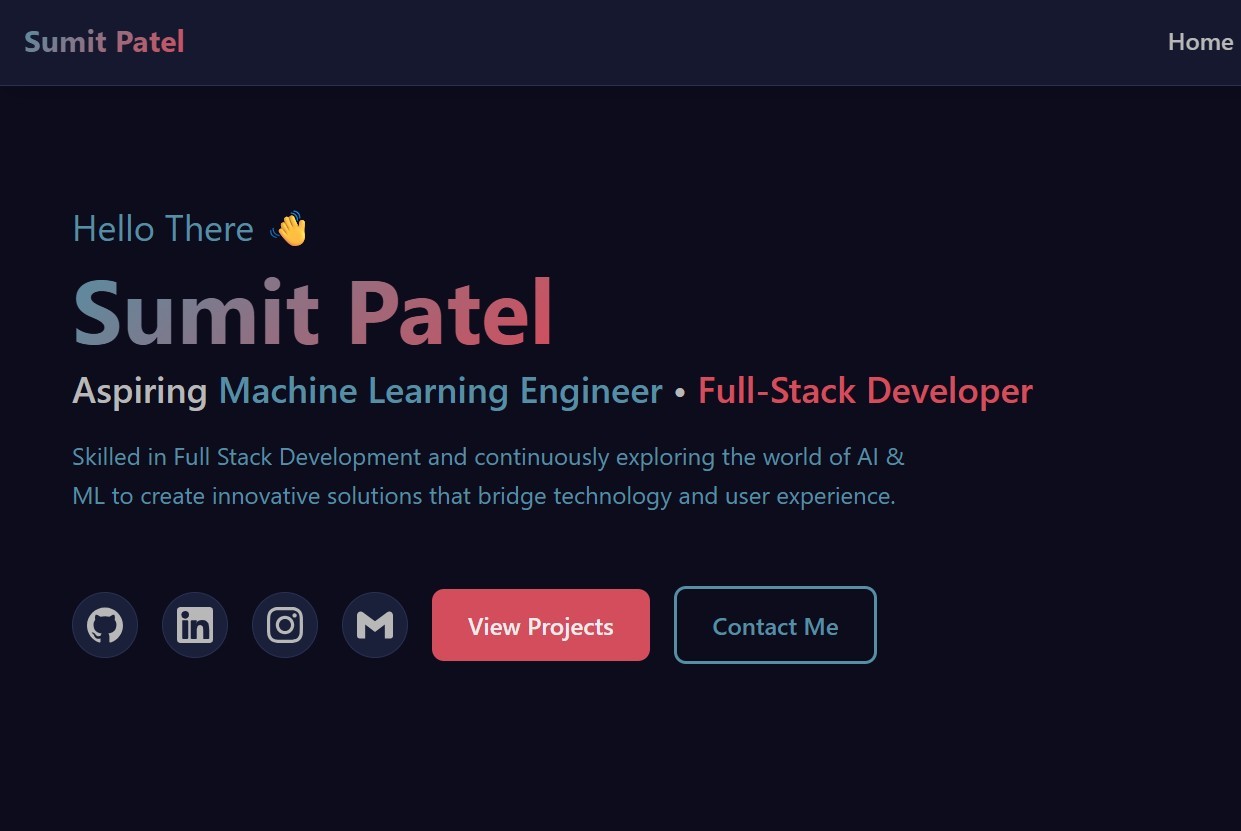 Sumit Patel
Home
Hello There 👋
Sumit Patel
Aspiring Machine Learning Engineer • Full-Stack Developer
Skilled in Full Stack Development and continuously exploring the world of AI &
ML to create innovative solutions that bridge technology and user experience.
View Projects
Contact Me